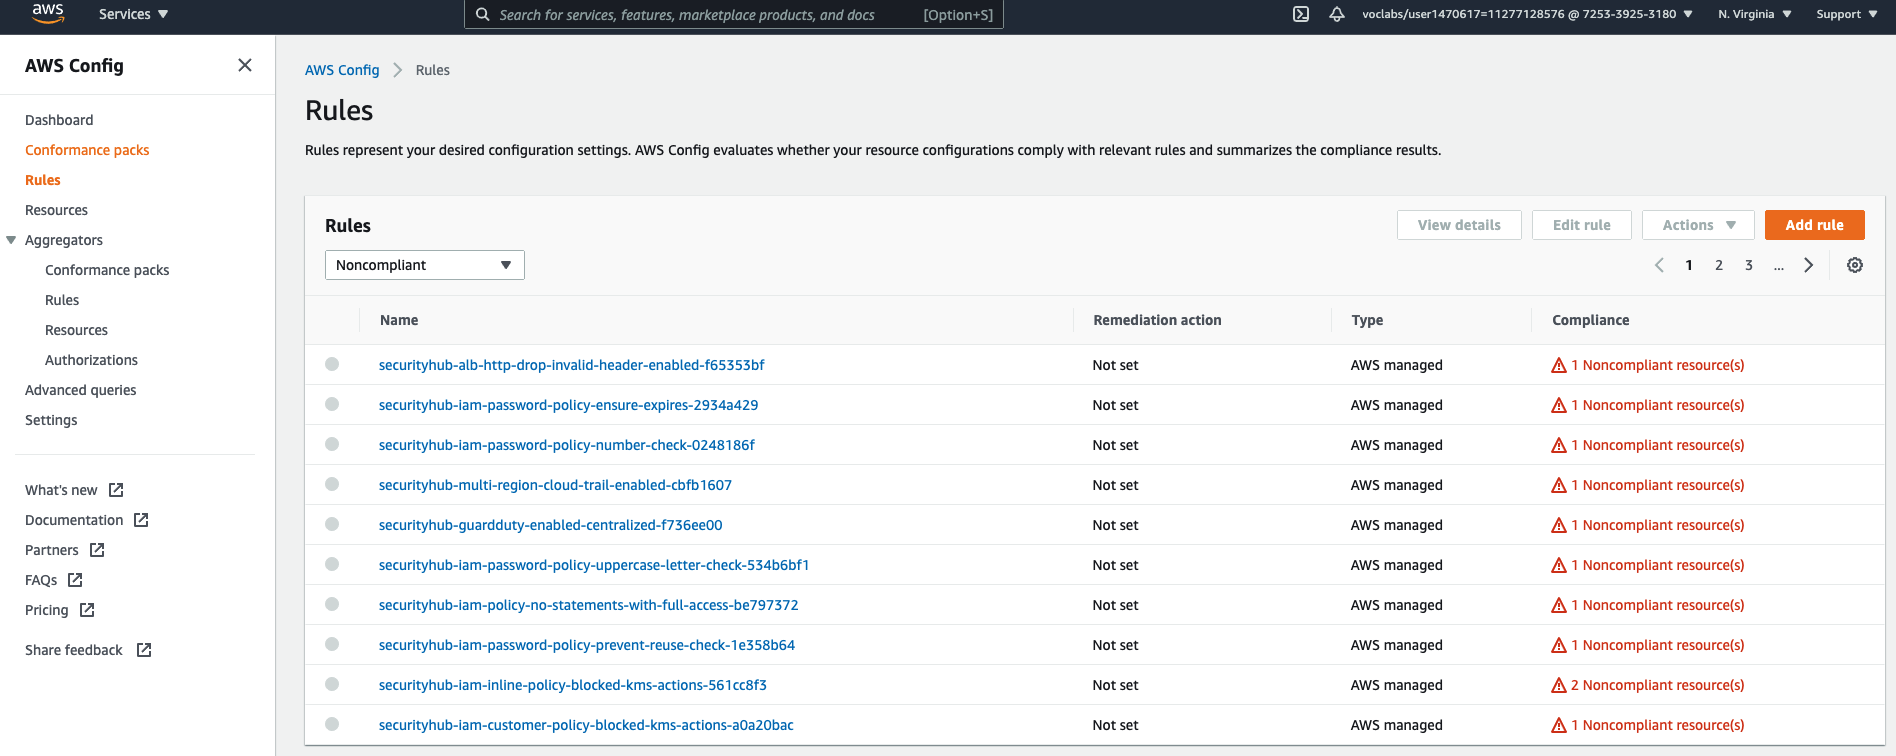 aws
Services
Search for services, features, marketplace products, and docs [Option+S]
voclabs/user1470617=11277128576 @ 7253-3925-3180
N. Virginia
Support
AWS Config
Dashboard
Conformance packs
Rules
Resources
Aggregators
Conformance packs
Rules
Resources
Authorizations
Advanced queries
Settings
What's new
Documentation
Partners
FAQs
Pricing
Share feedback
AWS Config Rules
Rules
Rules represent your desired configuration settings. AWS Config evaluates whether your resource configurations comply with relevant rules and summarizes the compliance results.
Rules
View details Edit rule Actions Add rule
Noncompliant
1 2 3 ...
Name Remediation action Type Compliance
securityhub-alb-http-drop-invalid-header-enabled-f65353bf Not set AWS managed 1 Noncompliant resource(s)
securityhub-iam-password-policy-ensure-expires-2934a429 Not set AWS managed 1 Noncompliant resource(s)
securityhub-iam-password-policy-number-check-0248186f Not set AWS managed 1 Noncompliant resource(s)
securityhub-multi-region-cloud-trail-enabled-cbfb1607 Not set AWS managed 1 Noncompliant resource(s)
securityhub-guardduty-enabled-centralized-f736ee00 Not set AWS managed 1 Noncompliant resource(s)
securityhub-iam-password-policy-uppercase-letter-check-534b6bf1 Not set AWS managed 1 Noncompliant resource(s)
securityhub-iam-policy-no-statements-with-full-access-be797372 Not set AWS managed 1 Noncompliant resource(s)
securityhub-iam-password-policy-prevent-reuse-check-1e358b64 Not set AWS managed 1 Noncompliant resource(s)
securityhub-iam-inline-policy-blocked-kms-actions-561cc8f3 Not set AWS managed 2 Noncompliant resource(s)
securityhub-iam-customer-policy-blocked-kms-actions-a0a20bac Not set AWS managed 1 Noncompliant resource(s)